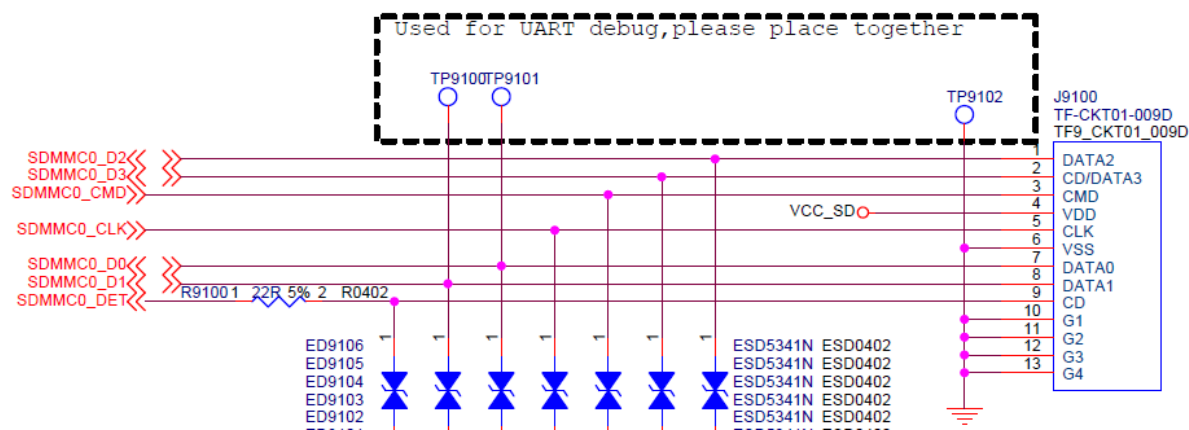 Used for UART debug,please place together
TP9100TP9101
TP9102
J9100
TF-CKT01-009D
TF9_CKT01_009D
SDMMC0_D2 1 DATA2
SDMMC0_D3 2 CD/DATA3
SDMMC0_CMD 3 CMD
VCC_SD 4 VDD
SDMMC0_CLK 5 CLK
6 VSS
SDMMC0_D0 7 DATA0
SDMMC0_D1 8 DATA1
SDMMC0_DET R9100 1 22R 5% 2 R0402 9 CD
10 G1
11 G2
12 G3
13 G4
1 1 1 1 1 1 1
ED9106 ESD5341N ESD0402
ED9105 ESD5341N ESD0402
ED9104 ESD5341N ESD0402
ED9103 ESD5341N ESD0402
ED9102 ESD5341N ESD0402